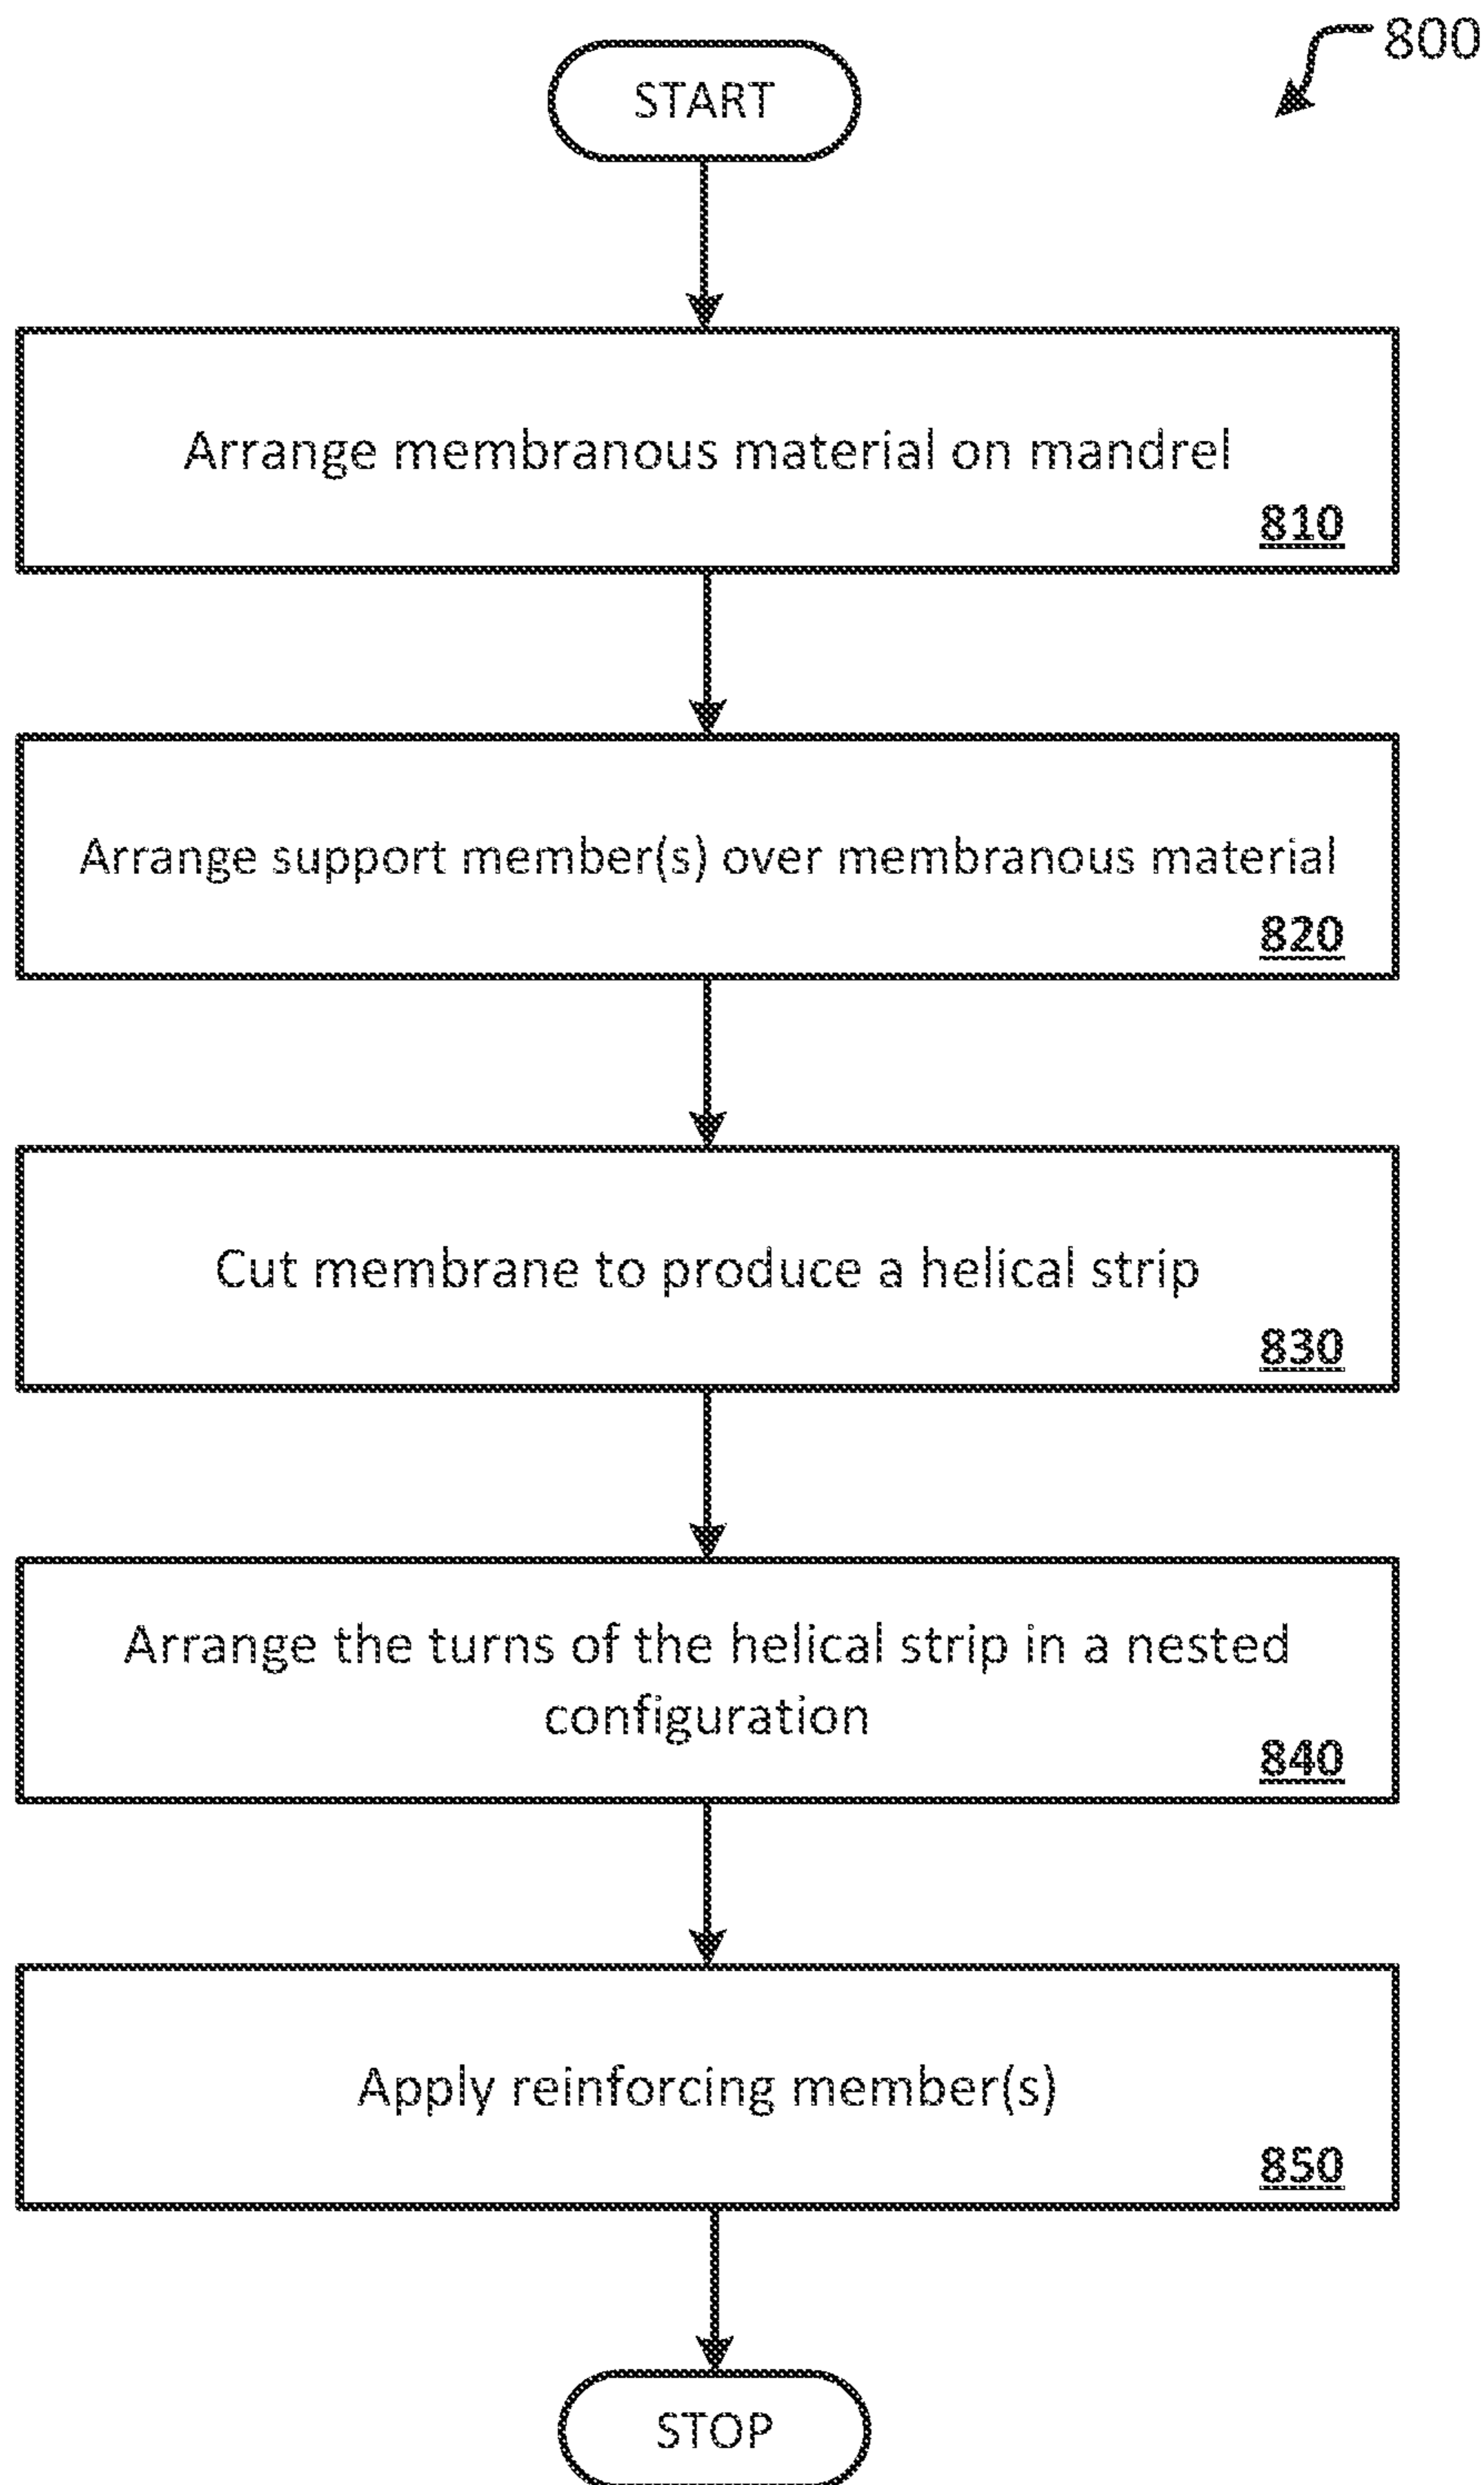 800
START
Arrange membranous material on mandrel
810
Arrange support member(s) over membranous material
820
Cut membrane to produce a helical strip
830
Arrange the turns of the helical strip in a nested
configuration
840
Apply reinforcing member(s)
850
STOP